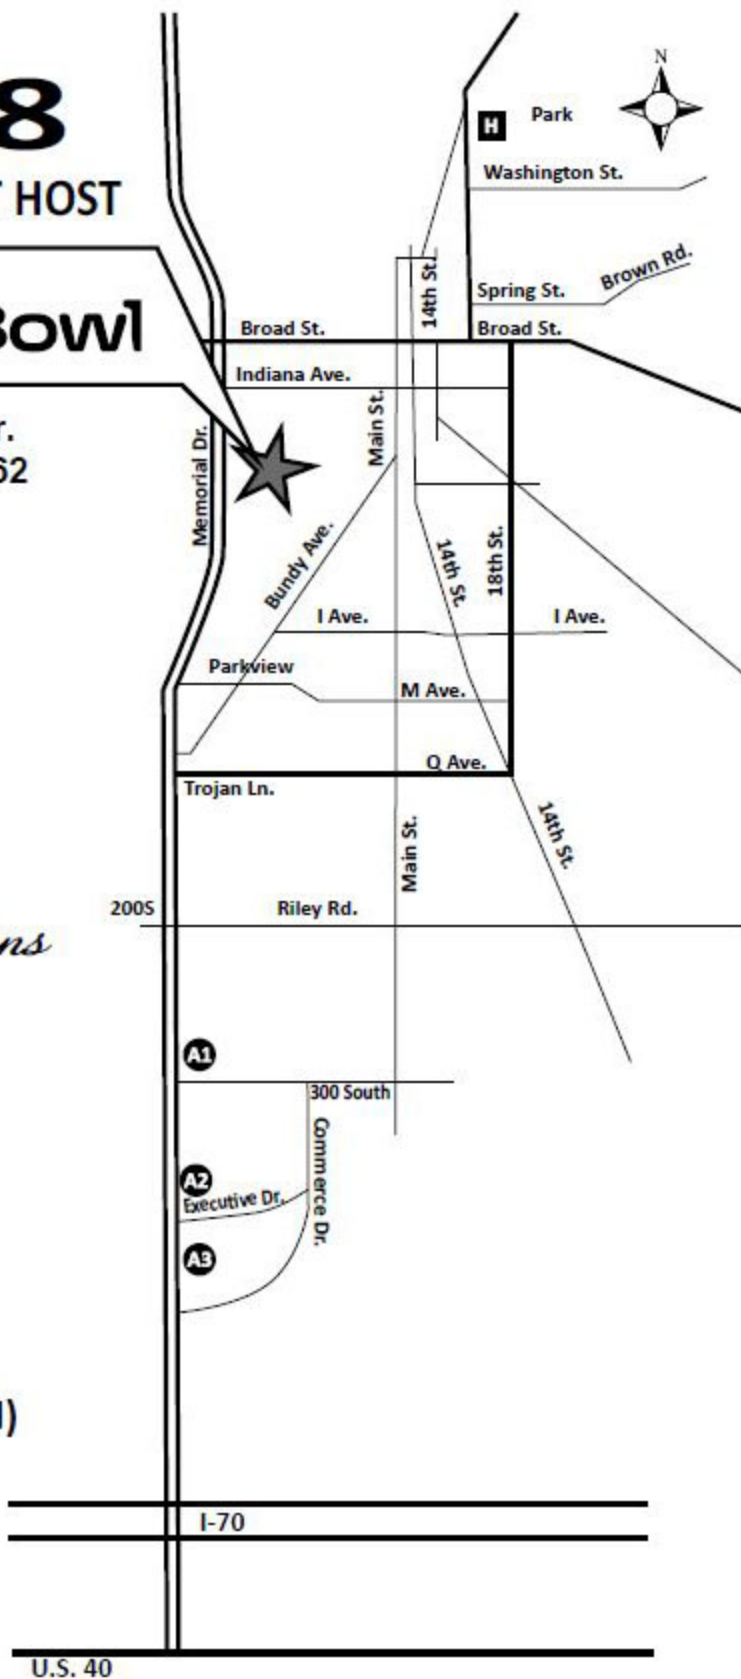 N
8
H
Park
HOST
Washington St.
Brown Rd.
14th St.
Spring St.
Bowl
Broad St.
Broad St.
Indiana Ave.
Main St.
r.
62
Memorial Dr.
Bundy Ave.
14th St.
18th St.
I Ave.
I Ave.
Parkview
M Ave.
Q Ave.
Trojan Ln.
14th St.
Main St.
200S
Riley Rd.
ns
A1
300 South
Commerce Dr.
A2
Executive Dr.
A3
)
I-70
U.S. 40